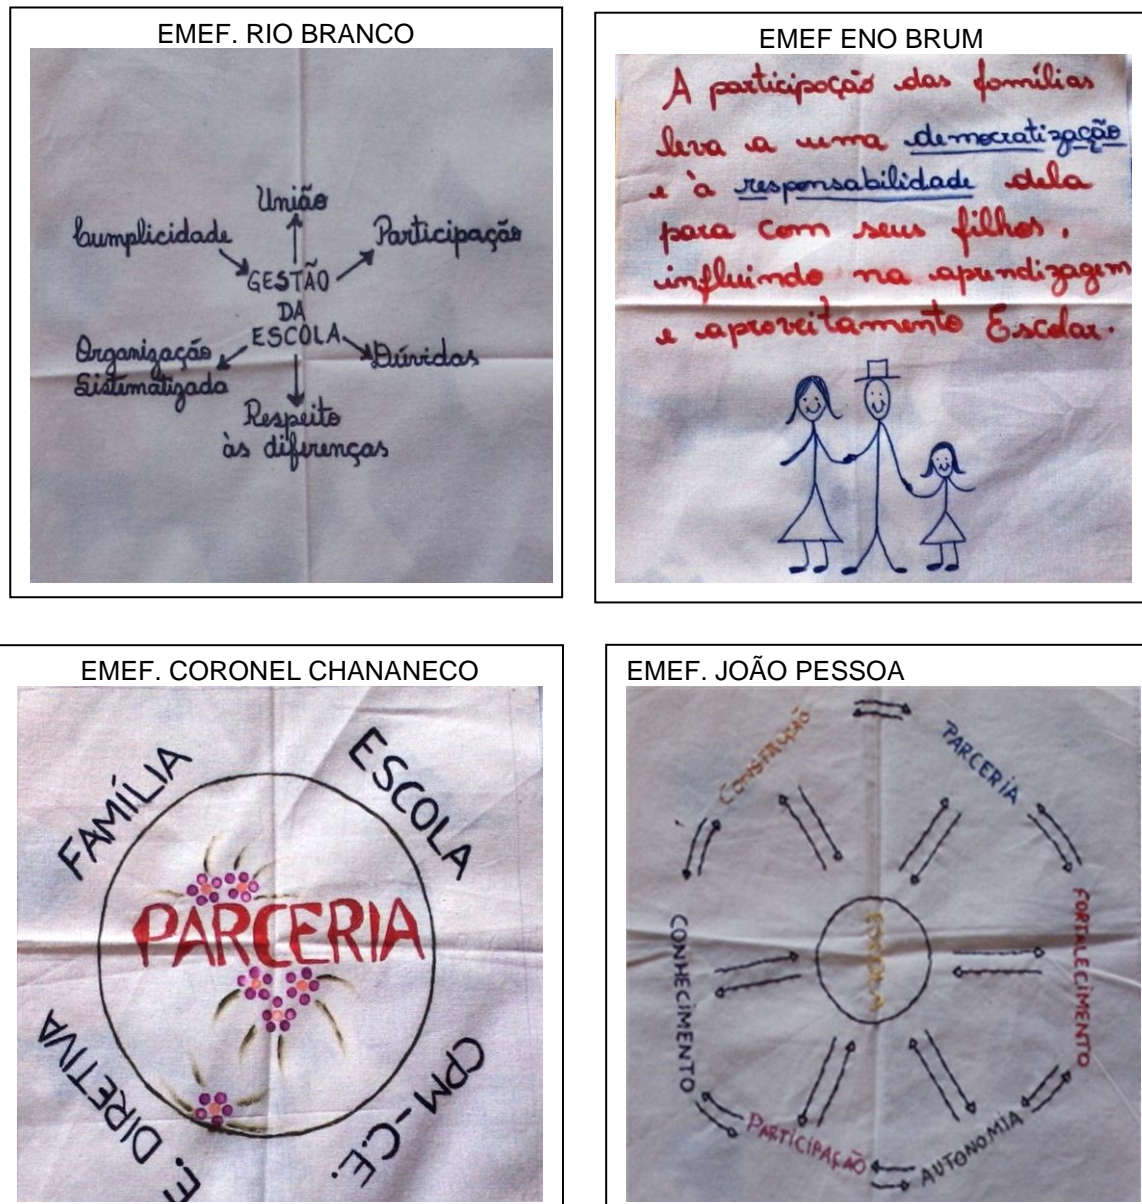 EMEF. RIO BRANCO
União
Cumplicidade
Participação
GESTÃO
DA
ESCOLA
Organização
Sistematizada
Dúvidas
Respeito
às diferenças
EMEF ENO BRUM
A participação das famílias
leva a uma democratização
e à responsabilidade dela
para com seus filhos,
influindo na aprendizagem
e aproveitamento Escolar.
EMEF. CORONEL CHANANECO
FAMÍLIA
ESCOLA
PARCERIA
E. DIRETIVA
CPM-C.E.
EMEF. JOÃO PESSOA
CONSTRUÇÃO
PARCERIA
FORTALECIMENTO
ESCOLA
CONHECIMENTO
PARTICIPAÇÃO
AUTONOMIA